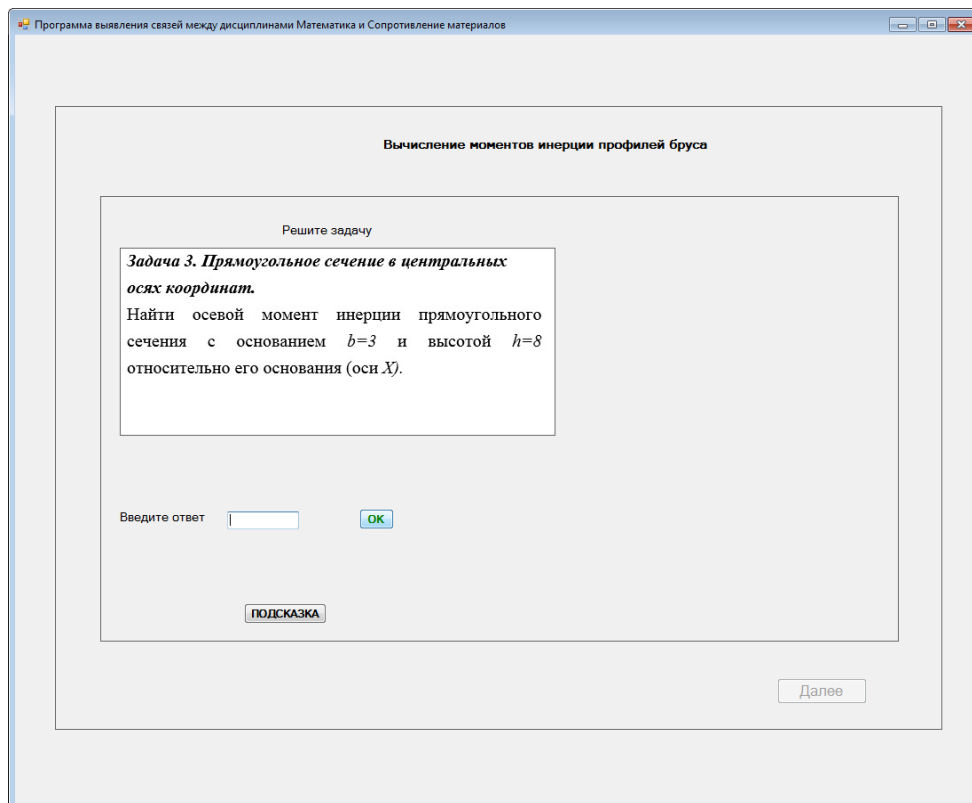 Программа выявления связей между дисциплинами Математика и Сопротивление материалов
Вычисление моментов инерции профилей бруса
Решите задачу
Задача 3. Прямоугольное сечение в центральных
осях координат.
Найти осевой момент инерции прямоугольного
сечения с основанием b=3 и высотой h=8
относительно его основания (оси X).
Введите ответ
OK
ПОДСКАЗКА
Далее